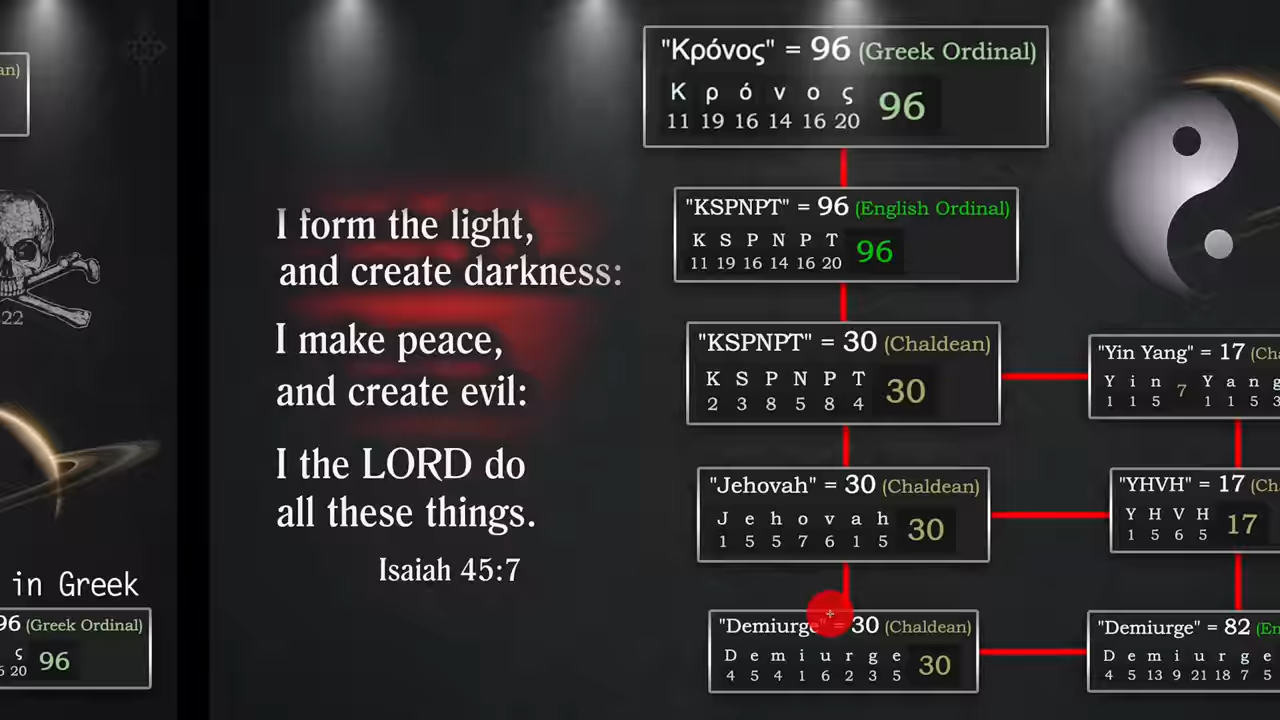 an)
22
in Greek
96 (Greek Ordinal)
ς
6 20 96
I form the light,
and create darkness:
I make peace,
and create evil:
I the LORD do
all these things.
Isaiah 45:7
"Κρόνος" = 96 (Greek Ordinal)
Κ ρ ό ν ο ς 96
11 19 16 14 16 20
"KSPNPT" = 96 (English Ordinal)
K S P N P T 96
11 19 16 14 16 20
"KSPNPT" = 30 (Chaldean)
K S P N P T 30
2 3 8 5 8 4
"Jehovah" = 30 (Chaldean)
J e h o v a h 30
1 5 5 7 6 1 5
"Demiurge" = 30 (Chaldean)
D e m i u r g e 30
4 5 4 1 6 2 3 5
"Yin Yang" = 17 (Cha
Y i n 7 Y a n g
1 1 5 1 1 5 3
"YHVH" = 17 (Cha
Y H V H 17
1 5 6 5
"Demiurge" = 82 (En
D e m i u r g e
4 5 13 9 21 18 7 5